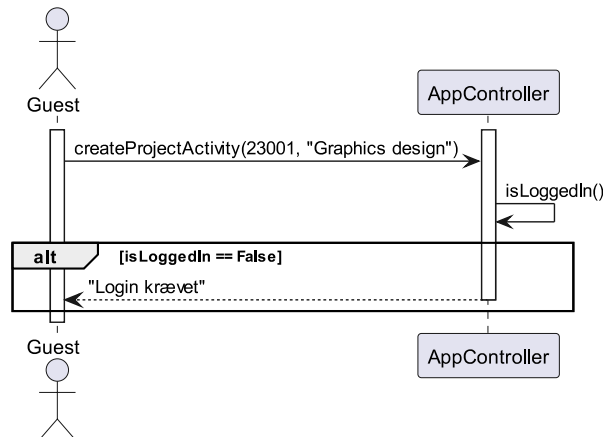 Guest
AppController
createProjectActivity(23001, "Graphics design")
isLoggedIn()
alt
[isLoggedIn == False]
"Login krævet"
Guest
AppController